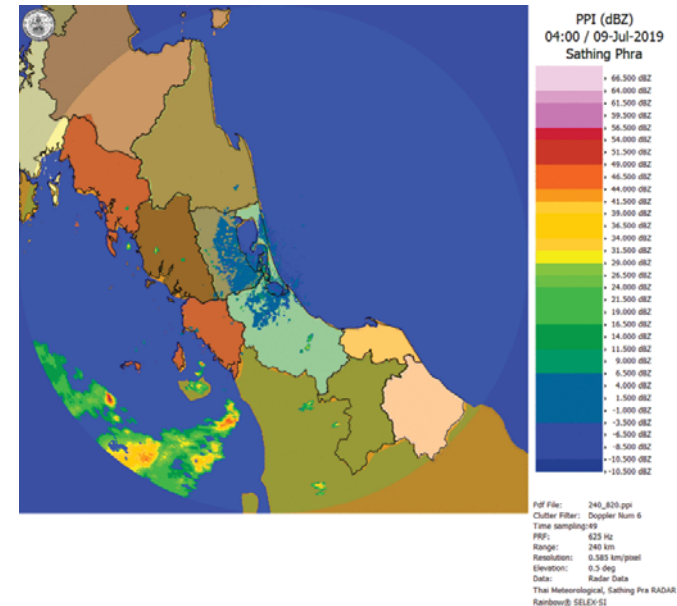 PPI (dBZ)
04:00 / 09-Jul-2019
Sathing Phra
66.500 dBZ
64.000 dBZ
61.500 dBZ
59.500 dBZ
56.500 dBZ
54.000 dBZ
51.500 dBZ
49.000 dBZ
46.500 dBZ
44.000 dBZ
41.500 dBZ
39.000 dBZ
36.500 dBZ
34.000 dBZ
31.500 dBZ
29.000 dBZ
26.500 dBZ
24.000 dBZ
21.500 dBZ
19.000 dBZ
16.500 dBZ
14.000 dBZ
11.500 dBZ
9.000 dBZ
6.500 dBZ
4.000 dBZ
1.500 dBZ
-1.000 dBZ
-3.500 dBZ
-6.500 dBZ
-8.500 dBZ
-10.500 dBZ
-10.500 dBZ
Pdf File: 240_820.ppi
Clutter Filter: Doppler Num 6
Time sampling:49
PRF: 625 Hz
Range: 240 km
Resolution: 0.585 km/pixel
Elevation: 0.5 deg
Data: Radar Data
Thai Meteorological, Sathing Pra RADAR
Rainbow® SELEX-SI